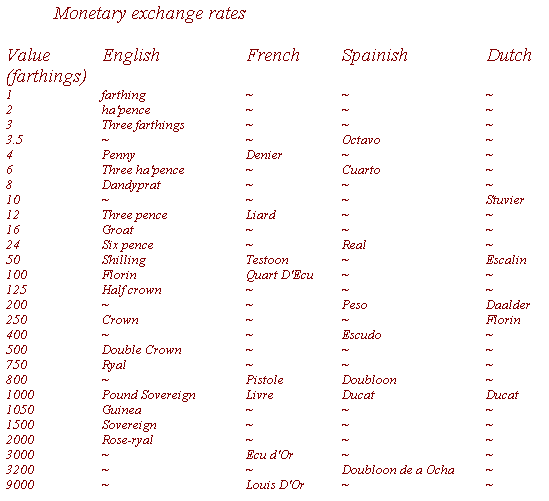 Monetary exchange rates
Value English French Spainish Dutch
(farthings)
1 farthing ~ ~ ~
2 ha'pence ~ ~ ~
3 Three farthings ~ ~ ~
3.5 ~ ~ Octavo ~
4 Penny Denier ~ ~
6 Three ha'pence ~ Cuarto ~
8 Dandyprat ~ ~ ~
10 ~ ~ ~ Stuvier
12 Three pence Liard ~ ~
16 Groat ~ ~ ~
24 Six pence ~ Real ~
50 Shilling Testoon ~ Escalin
100 Florin Quart D'Ecu ~ ~
125 Half crown ~ ~ ~
200 ~ ~ Peso Daalder
250 Crown ~ ~ Florin
400 ~ ~ Escudo ~
500 Double Crown ~ ~ ~
750 Ryal ~ ~ ~
800 ~ Pistole Doubloon ~
1000 Pound Sovereign Livre Ducat Ducat
1050 Guinea ~ ~ ~
1500 Sovereign ~ ~ ~
2000 Rose-ryal ~ ~ ~
3000 ~ Ecu d'Or ~ ~
3200 ~ ~ Doubloon de a Ocha ~
9000 ~ Louis D'Or ~ ~